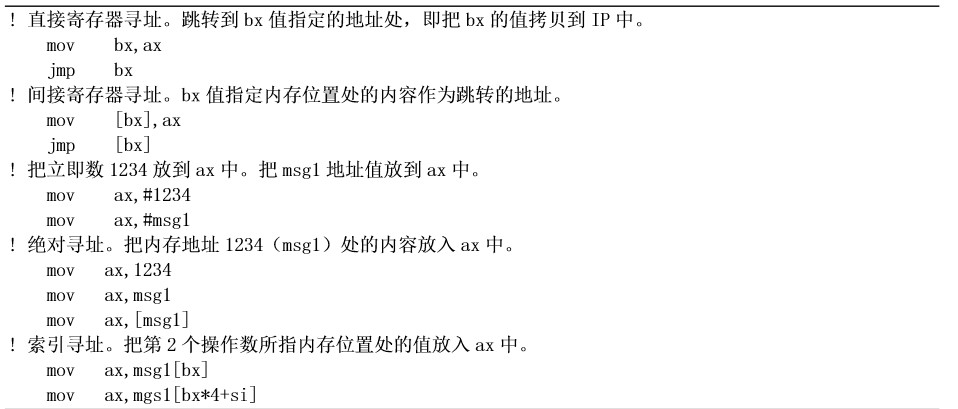 ! 直接寄存器寻址。跳转到 bx 值指定的地址处，即把 bx 的值拷贝到 IP 中。
mov bx,ax
jmp bx
! 间接寄存器寻址。bx 值指定内存位置处的内容作为跳转的地址。
mov [bx],ax
jmp [bx]
! 把立即数 1234 放到 ax 中。把 msg1 地址值放到 ax 中。
mov ax,#1234
mov ax,#msg1
! 绝对寻址。把内存地址 1234（msg1）处的内容放入 ax 中。
mov ax,1234
mov ax,msg1
mov ax,[msg1]
! 索引寻址。把第 2 个操作数所指内存位置处的值放入 ax 中。
mov ax,msg1[bx]
mov ax,mgs1[bx*4+si]